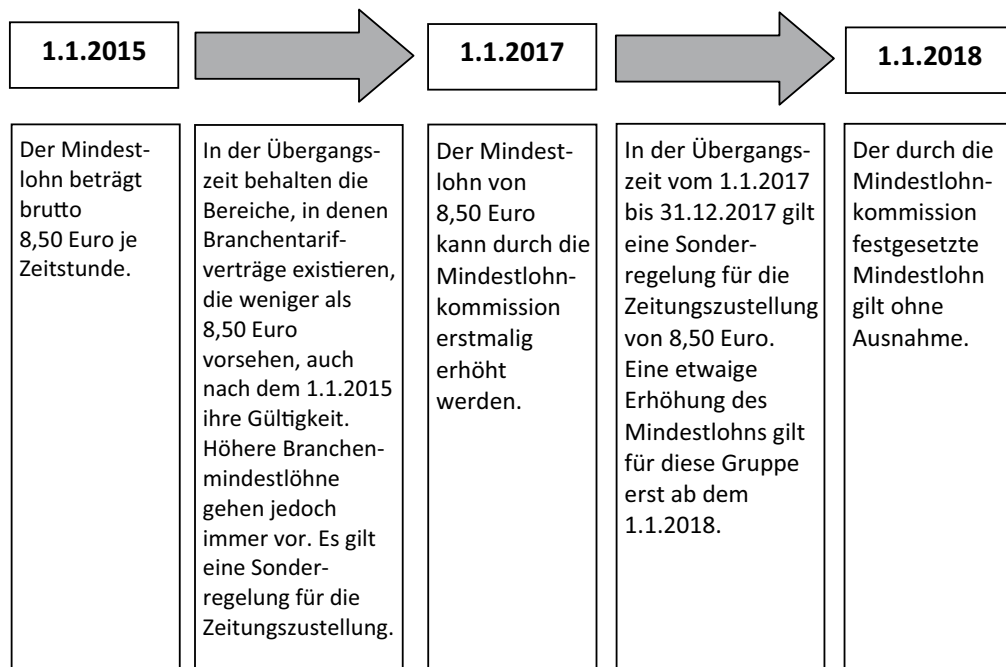 1.1.2015
1.1.2017
1.1.2018
Der Mindest-
lohn beträgt
brutto
8,50 Euro je
Zeitstunde.
In der Übergangs-
zeit behalten die
Bereiche, in denen
Branchentarif-
verträge existieren,
die weniger als
8,50 Euro
vorsehen, auch
nach dem 1.1.2015
ihre Gültigkeit.
Höhere Branchen-
mindestlöhne
gehen jedoch
immer vor. Es gilt
eine Sonder-
regelung für die
Zeitungszustellung.
Der Mindest-
lohn von
8,50 Euro
kann durch die
Mindestlohn-
kommission
erstmalig
erhöht
werden.
In der Übergangs-
zeit vom 1.1.2017
bis 31.12.2017 gilt
eine Sonder-
regelung für die
Zeitungszustellung
von 8,50 Euro.
Eine etwaige
Erhöhung des
Mindestlohns gilt
für diese Gruppe
erst ab dem
1.1.2018.
Der durch die
Mindestlohn-
kommission
festgesetzte
Mindestlohn
gilt ohne
Ausnahme.